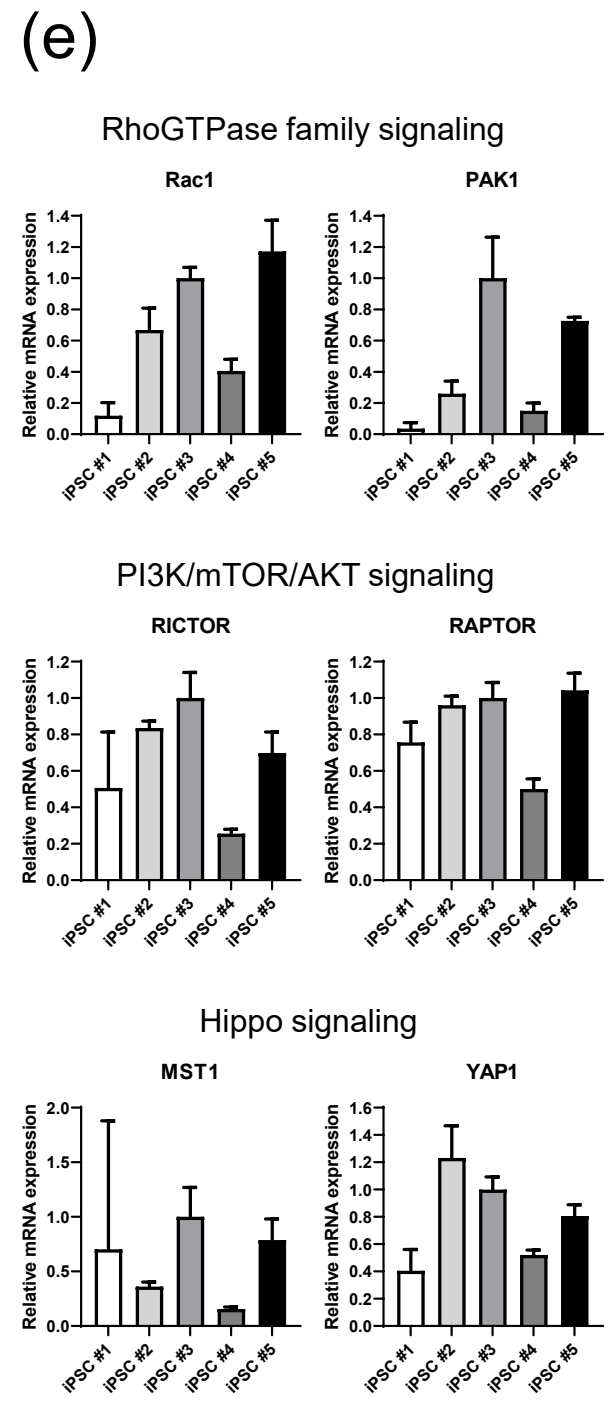 (e)
RhoGTPase family signaling
Rac1
Relative mRNA expression
1.4
1.2
1.0
0.8
0.6
0.4
0.2
0.0
iPSC #1
iPSC #2
iPSC #3
iPSC #4
iPSC #5
PAK1
Relative mRNA expression
1.4
1.2
1.0
0.8
0.6
0.4
0.2
0.0
iPSC #1
iPSC #2
iPSC #3
iPSC #4
iPSC #5
PI3K/mTOR/AKT signaling
RICTOR
Relative mRNA expression
1.2
1.0
0.8
0.6
0.4
0.2
0.0
iPSC #1
iPSC #2
iPSC #3
iPSC #4
iPSC #5
RAPTOR
Relative mRNA expression
1.2
1.0
0.8
0.6
0.4
0.2
0.0
iPSC #1
iPSC #2
iPSC #3
iPSC #4
iPSC #5
Hippo signaling
MST1
Relative mRNA expression
2.0
1.5
1.0
0.5
0.0
iPSC #1
iPSC #2
iPSC #3
iPSC #4
iPSC #5
YAP1
Relative mRNA expression
1.6
1.4
1.2
1.0
0.8
0.6
0.4
0.2
0.0
iPSC #1
iPSC #2
iPSC #3
iPSC #4
iPSC #5